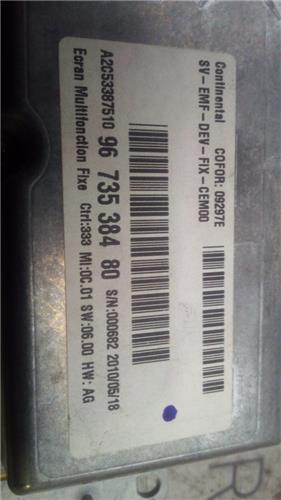 Continental COFOR: 09297E
SV-EMF-DEV-FIX-CEM00
A2C53387510 96 735 384 80 S/N:000682 2010/05/18
Ecran Multifonction Fixe Ctrl:333 MI:0C.01 SW:06.00 HW: AG
R